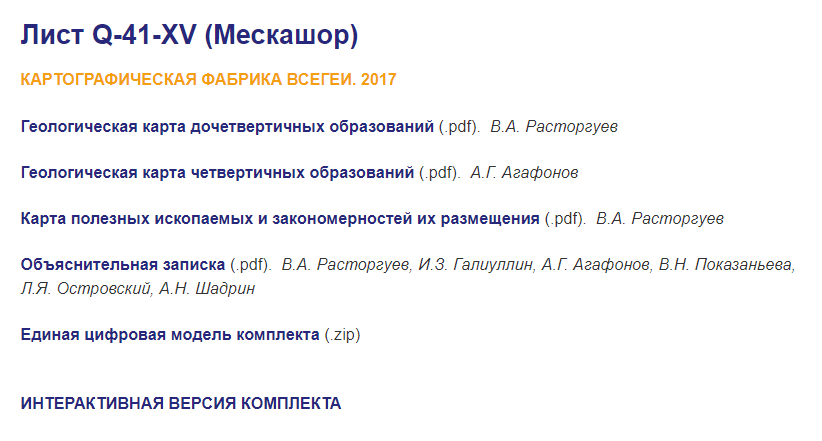 Лист Q-41-XV (Мескашор)
КАРТОГРАФИЧЕСКАЯ ФАБРИКА ВСЕГЕИ. 2017
Геологическая карта дочетвертичных образований (.pdf). В.А. Расторгуев
Геологическая карта четвертичных образований (.pdf). А.Г. Агафонов
Карта полезных ископаемых и закономерностей их размещения (.pdf). В.А. Расторгуев
Объяснительная записка (.pdf). В.А. Расторгуев, И.З. Галиуллин, А.Г. Агафонов, В.Н. Показаньева,
Л.Я. Островский, А.Н. Шадрин
Единая цифровая модель комплекта (.zip)
ИНТЕРАКТИВНАЯ ВЕРСИЯ КОМПЛЕКТА